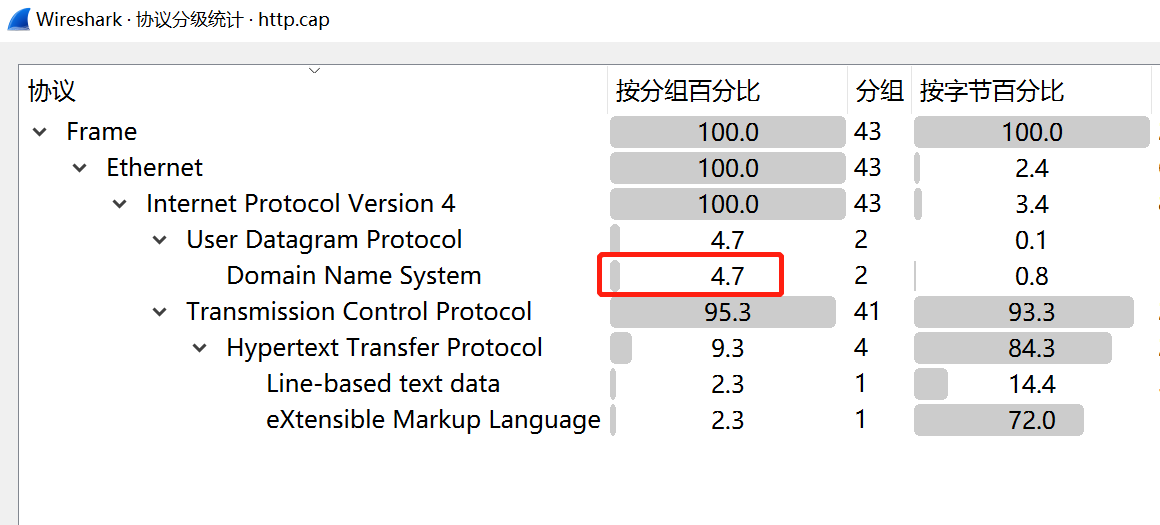 Wireshark · 协议分级统计 · http.cap
协议 按分组百分比 分组 按字节百分比
Frame 100.0 43 100.0
Ethernet 100.0 43 2.4
Internet Protocol Version 4 100.0 43 3.4
User Datagram Protocol 4.7 2 0.1
Domain Name System 4.7 2 0.8
Transmission Control Protocol 95.3 41 93.3
Hypertext Transfer Protocol 9.3 4 84.3
Line-based text data 2.3 1 14.4
eXtensible Markup Language 2.3 1 72.0